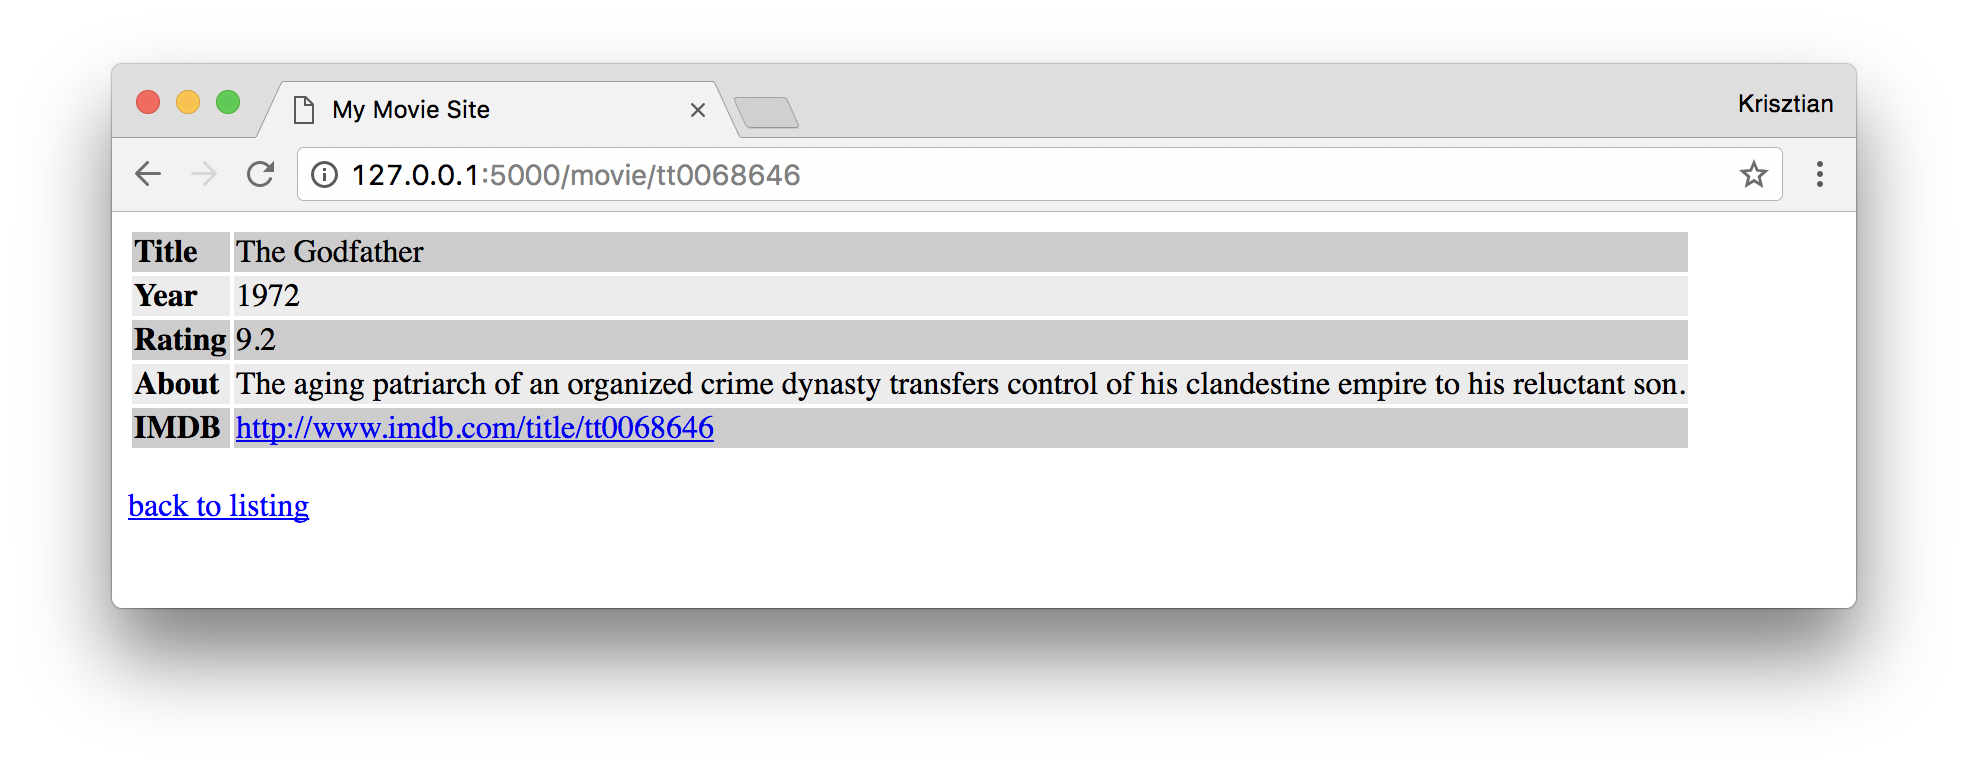 My Movie Site
Krisztian
127.0.0.1:5000/movie/tt0068646
Title The Godfather
Year 1972
Rating 9.2
About The aging patriarch of an organized crime dynasty transfers control of his clandestine empire to his reluctant son.
IMDB http://www.imdb.com/title/tt0068646
back to listing